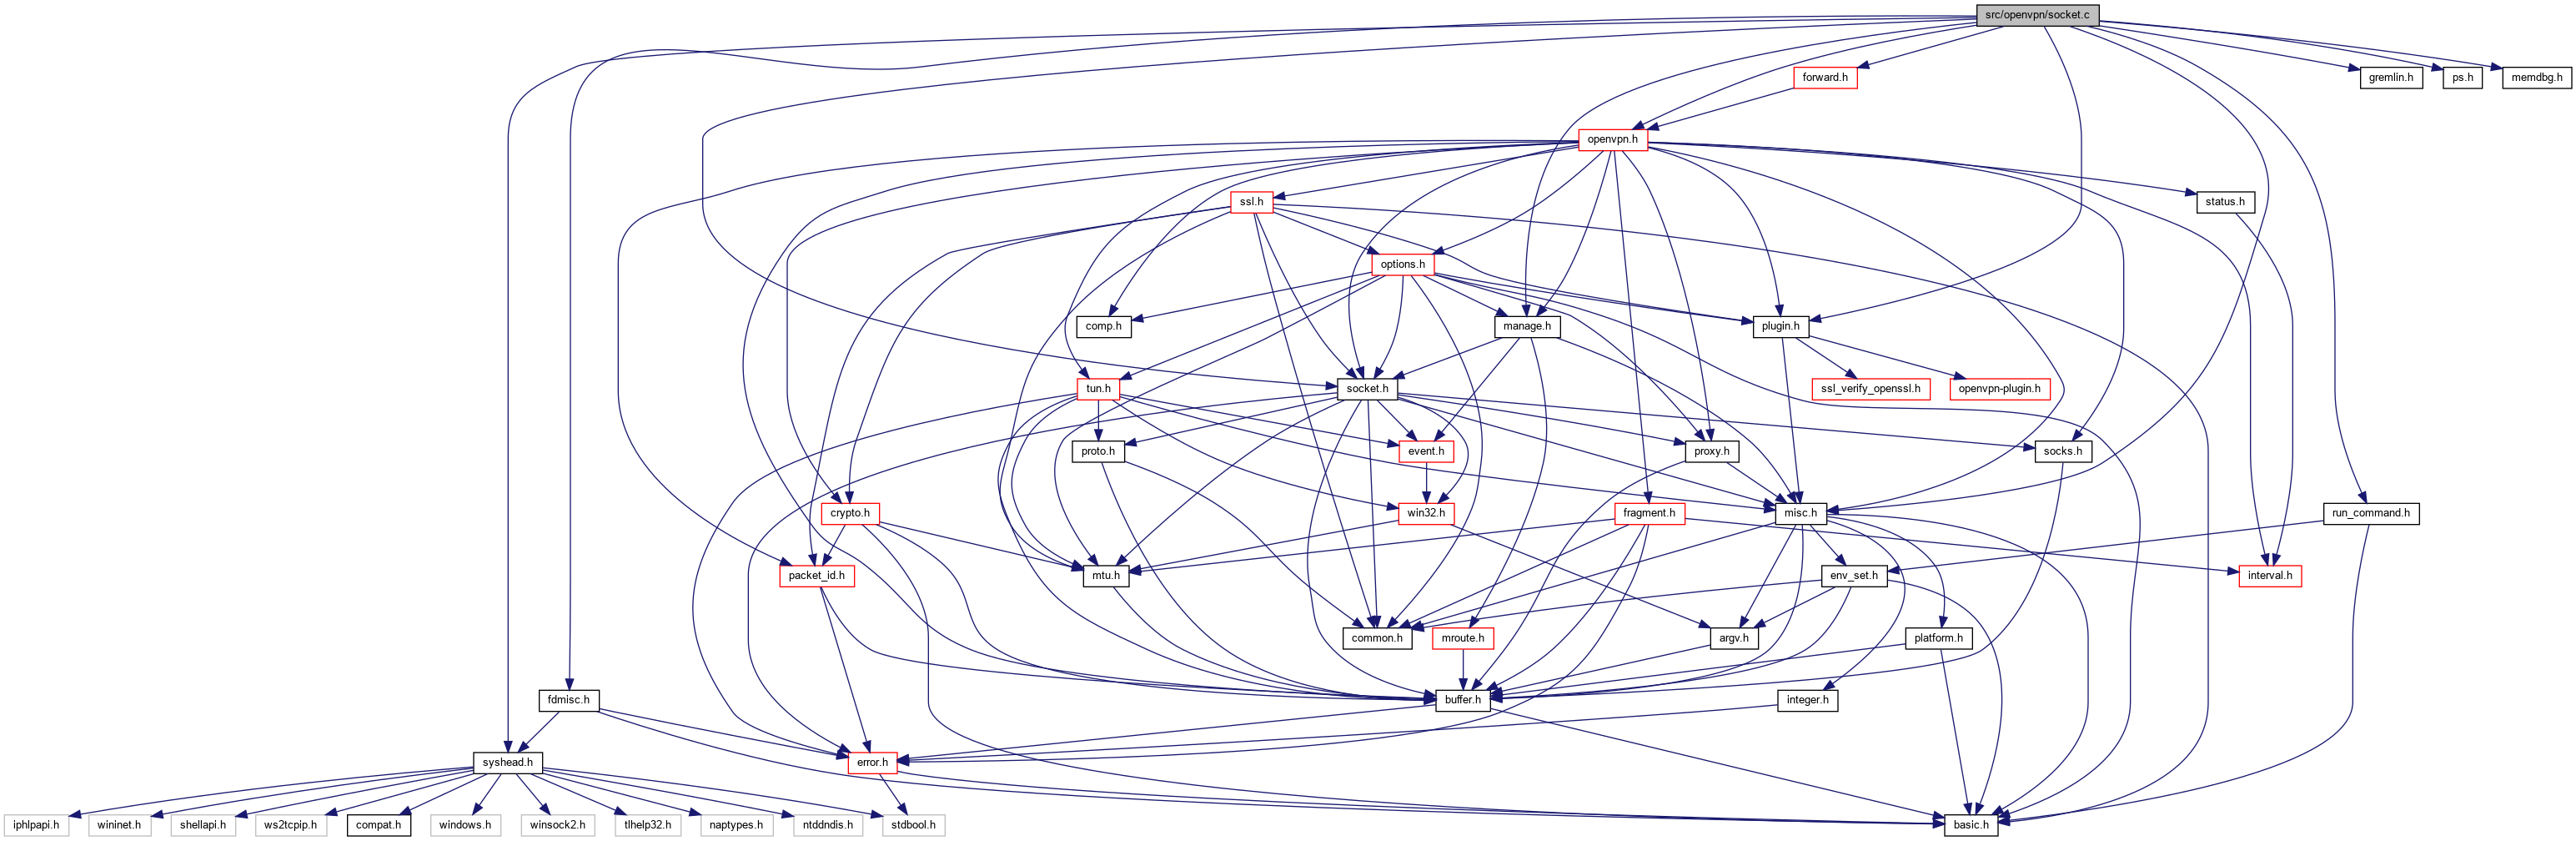 src/openvpn/socket.c
forward.h
gremlin.h
ps.h
memdbg.h
openvpn.h
ssl.h
status.h
options.h
comp.h
manage.h
plugin.h
tun.h
socket.h
ssl_verify_openssl.h
openvpn-plugin.h
proto.h
event.h
proxy.h
socks.h
crypto.h
win32.h
fragment.h
misc.h
run_command.h
packet_id.h
mtu.h
env_set.h
interval.h
common.h
mroute.h
argv.h
platform.h
fdmisc.h
buffer.h
integer.h
syshead.h
error.h
iphlpapi.h
wininet.h
shellapi.h
ws2tcpip.h
compat.h
windows.h
winsock2.h
tlhelp32.h
naptypes.h
ntddndis.h
stdbool.h
basic.h